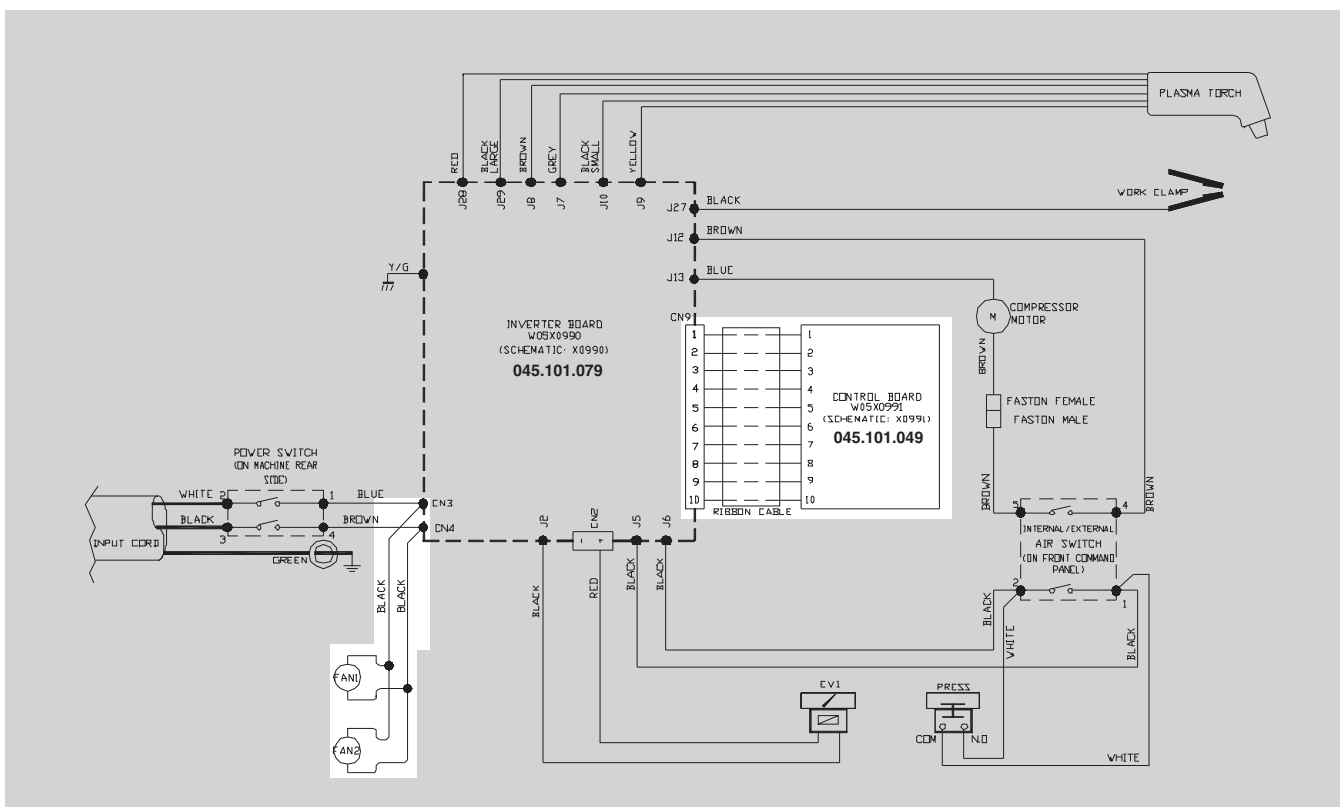 PLASMA TORCH
RED
BLACK
LARGE
BROWN
GREY
BLACK
SMALL
YELLOW
J28
J29
J8
J7
J10
J9
WORK CLAMP
J27
BLACK
J12
BROWN
Y/G
J13
BLUE
COMPRESSOR
MOTOR
M
CN9
INVERTER BOARD
W05X0990
(SCHEMATIC: X0990)
045.101.079
1
2
3
4
5
6
7
8
9
10
1
2
3
4
5
6
7
8
9
10
CONTROL BOARD
W05X0991
(SCHEMATIC: X0991)
045.101.049
RIBBON CABLE
BROWN
FASTON FEMALE
FASTON MALE
POWER SWITCH
(ON MACHINE REAR
SIDE)
WHITE
2
1
BLUE
CN3
BLACK
3
4
BROWN
CN4
INPUT CORD
GREEN
J2
CN2
- +
J5
J6
BROWN
BROWN
4
INTERNAL/EXTERNAL
AIR SWITCH
(ON FRONT COMMAND
PANEL)
2
1
BLACK
BLACK
BLACK
RED
BLACK
BLACK
BLACK
WHITE
BLACK
FAN1
FAN2
EV1
PRESS
COM
N.O
WHITE